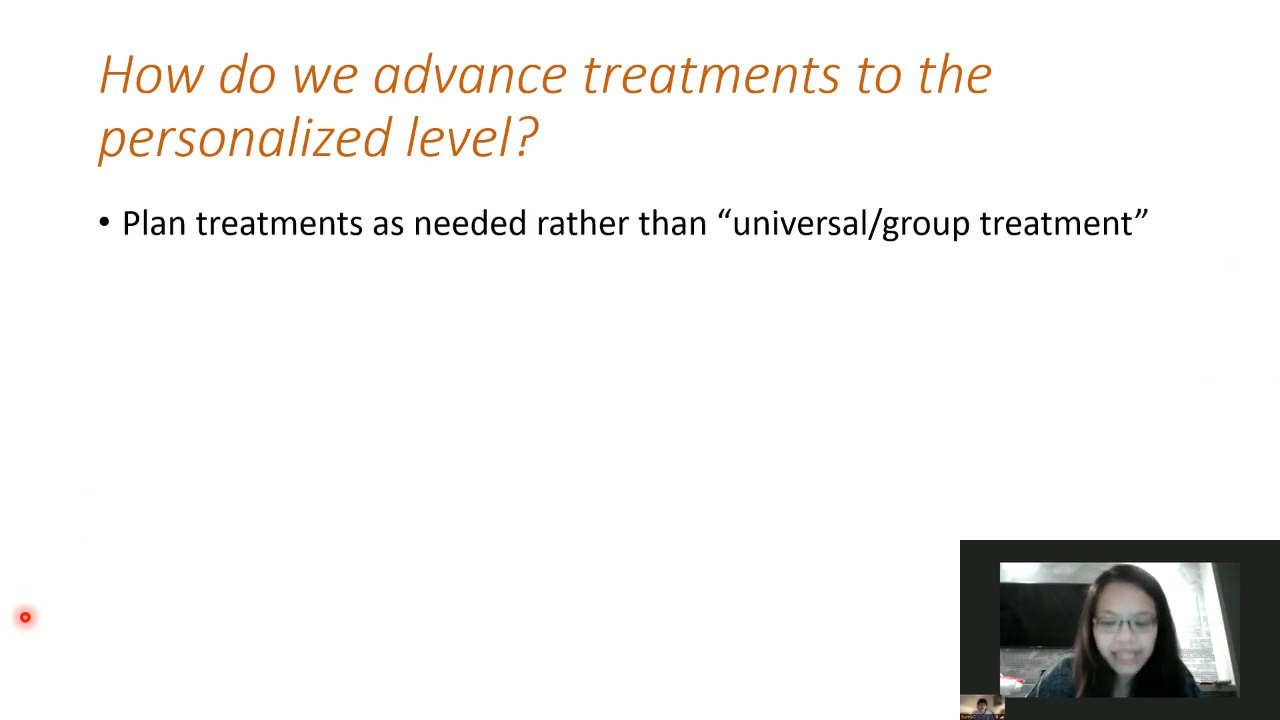 How do we advance treatments to the
personalized level?
• Plan treatments as needed rather than “universal/group treatment”